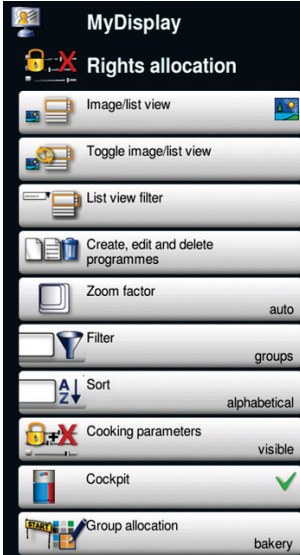 MyDisplay
Rights allocation
Image/list view
Toggle image/list view
List view filter
Create, edit and delete
programmes
Zoom factor
auto
Filter
groups
A
Z
Sort
alphabetical
Cooking parameters
visible
Cockpit
START
Group allocation
bakery